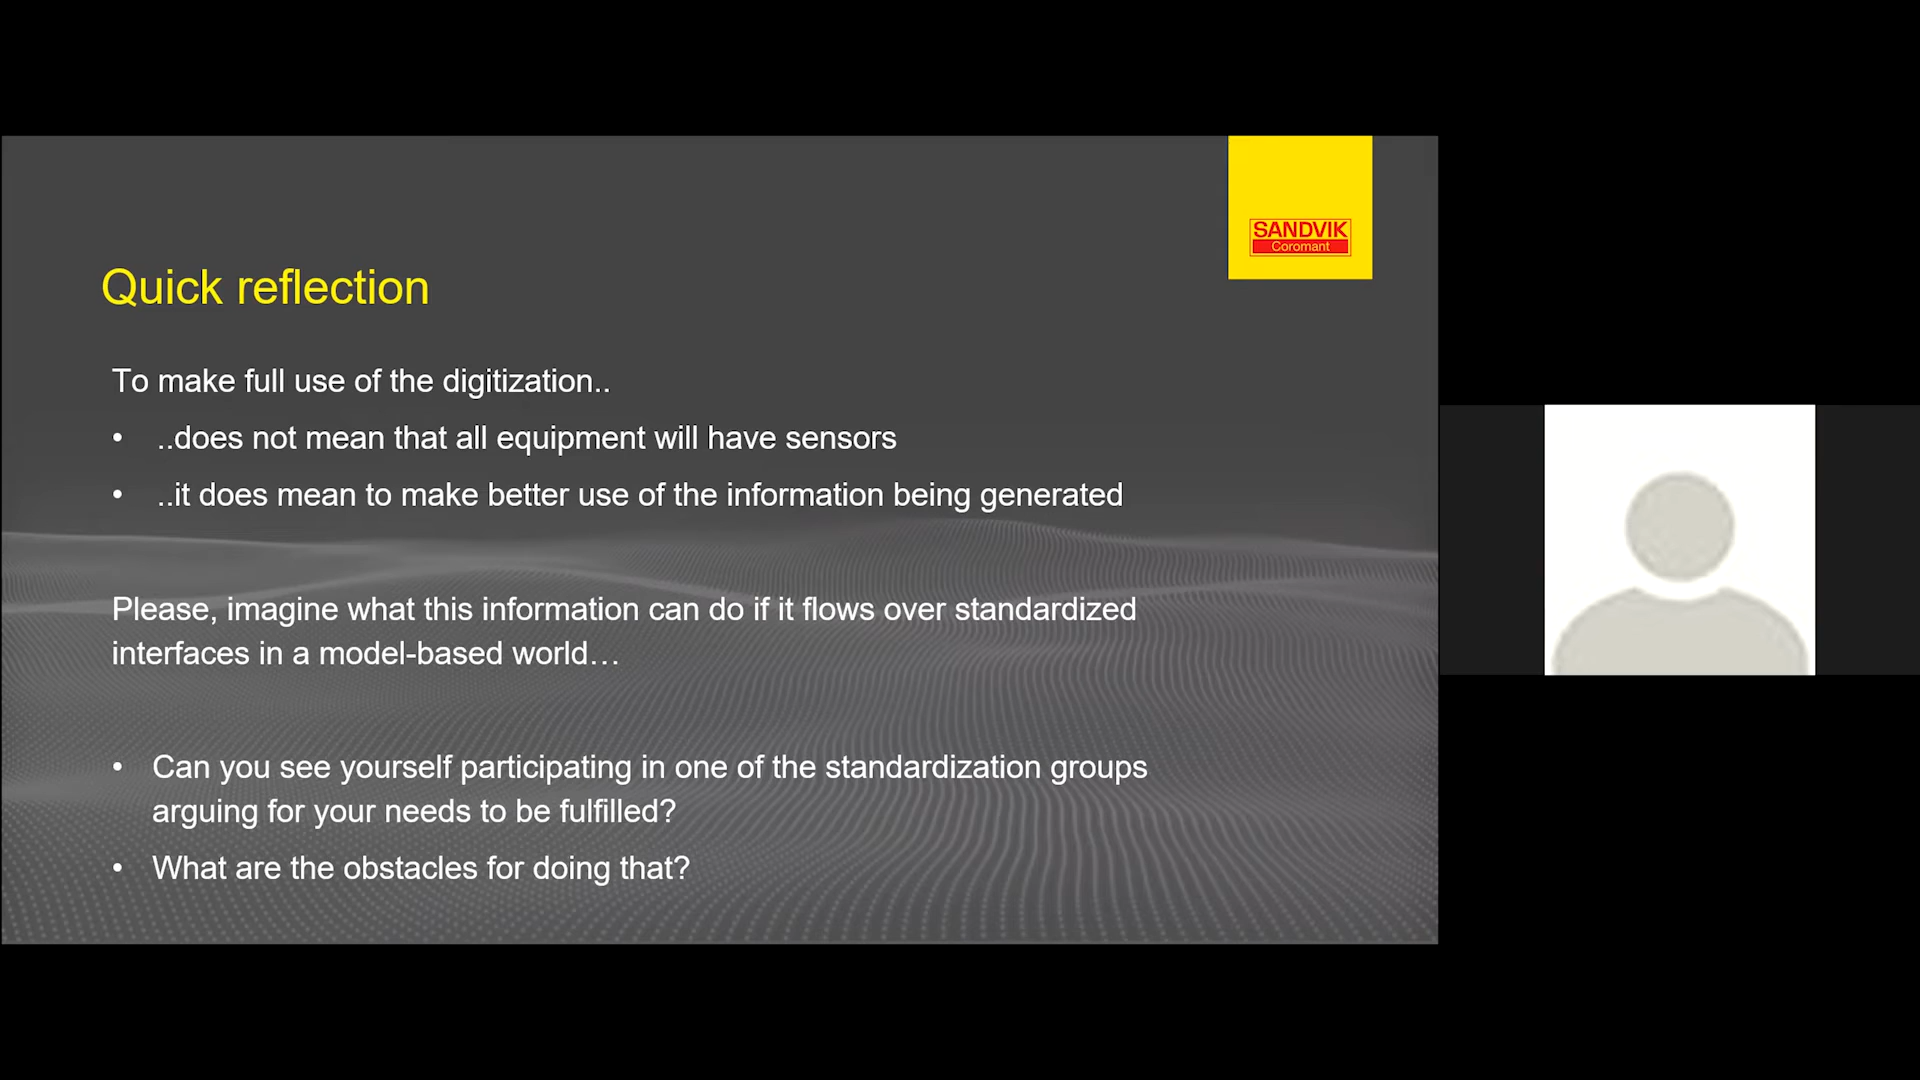 SANDVIK
Coromant
Quick reflection
To make full use of the digitization..
• ..does not mean that all equipment will have sensors
• ..it does mean to make better use of the information being generated
Please, imagine what this information can do if it flows over standardized
interfaces in a model-based world…
• Can you see yourself participating in one of the standardization groups
arguing for your needs to be fulfilled?
• What are the obstacles for doing that?